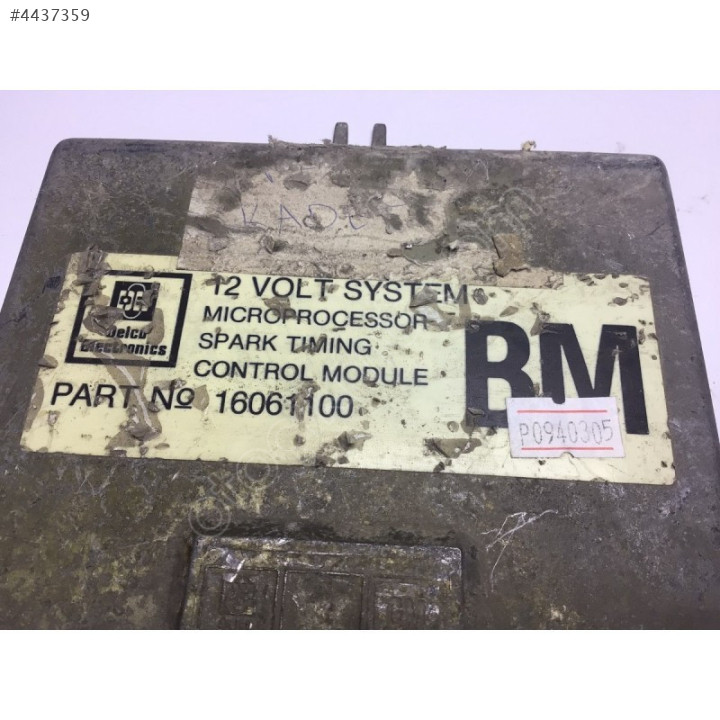 #4437359
12 VOLT SYSTEM
MICROPROCESSOR
SPARK TIMING
CONTROL MODULE
Delco
Electronics
PART No 16061100
BM
P0940305